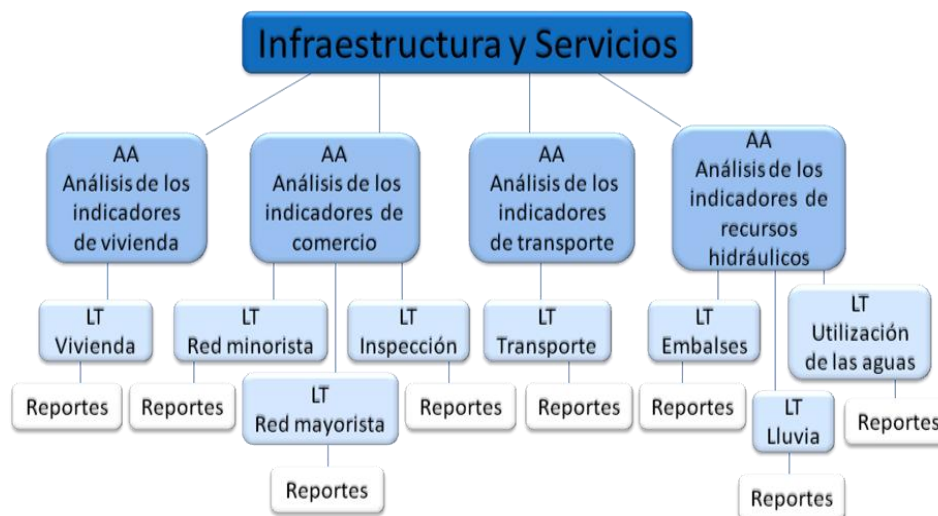 Infraestructura y Servicios
AA
Análisis de los
indicadores
de vivienda
AA
Análisis de los
indicadores de
comercio
AA
Análisis de los
indicadores
de transporte
AA
Análisis de los
indicadores de
recursos
hidráulicos
LT
Vivienda
LT
Red minorista
LT
Inspección
LT
Transporte
LT
Embalses
LT
Utilización
de las aguas
Reportes
Reportes
LT
Red mayorista
Reportes
Reportes
Reportes
LT
Lluvia
Reportes
Reportes
Reportes